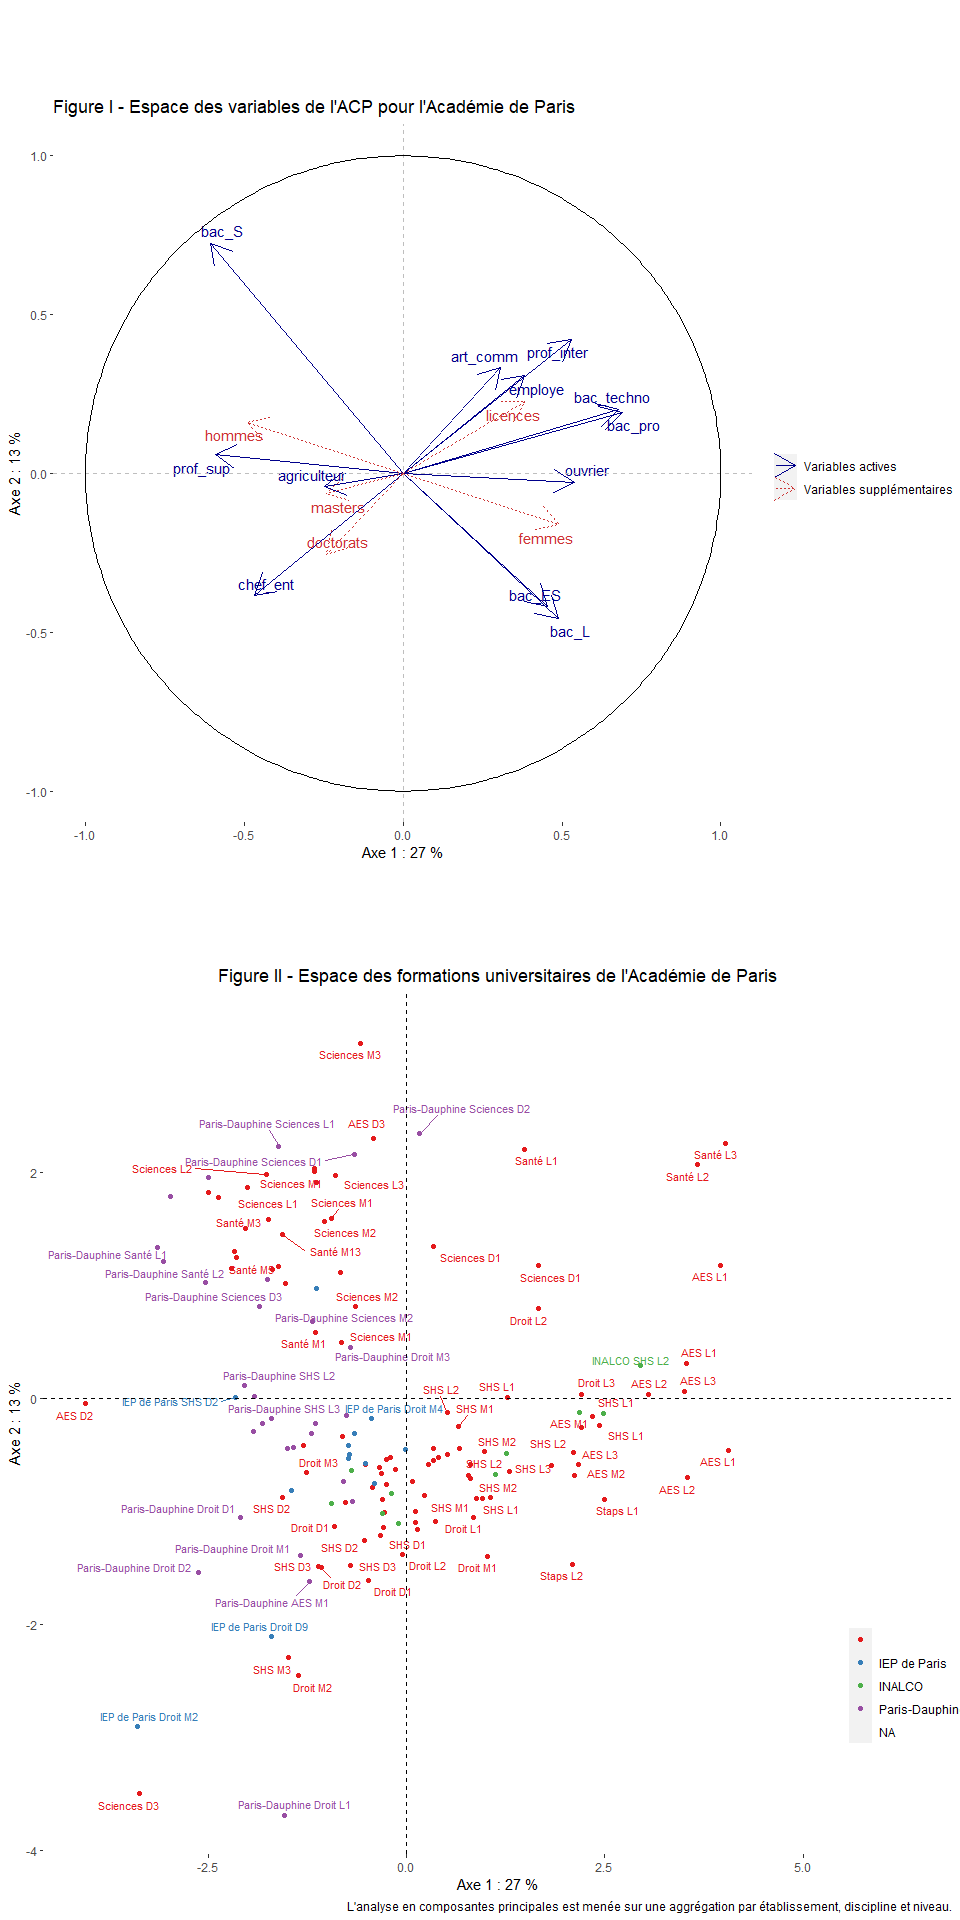 Figure I - Espace des variables de l'ACP pour l'Académie de Paris
1.0
bac_S
0.5
art_comm
prof_inter
employe
bac_techno
licences
bac_pro
hommes
Axe 2 : 13 %
prof_sup
0.0
agriculteur
ouvrier
Variables actives
Variables supplémentaires
masters
femmes
doctorats
chef_ent
bac_ES
bac_L
-0.5
-1.0
-1.0
-0.5
0.0
0.5
1.0
Axe 1 : 27 %
Figure II - Espace des formations universitaires de l'Académie de Paris
Sciences M3
Paris-Dauphine Sciences D2
Paris-Dauphine Sciences L1
AES D3
Santé L1
Santé L3
Paris-Dauphine Sciences D1
Sciences L2
2
Sciences M1
Sciences L3
Santé L2
Sciences L1
Sciences M1
Santé M3
Sciences M2
Santé M13
Paris-Dauphine Santé L1
Sciences D1
Paris-Dauphine Santé L2
Santé M3
Sciences D1
AES L1
Paris-Dauphine Sciences D3
Sciences M2
Paris-Dauphine Sciences M2
Droit L2
Santé M1
Sciences M1
Paris-Dauphine Droit M3
AES L1
INALCO SHS L2
Paris-Dauphine SHS L2
Droit L3
AES L2
AES L3
SHS L2
SHS L1
0
IEP de Paris SHS D2
SHS L1
AES D2
Paris-Dauphine SHS L3
IEP de Paris Droit M4
SHS M1
AES M1
SHS L1
Axe 2 : 13 %
SHS M2
SHS L2
AES L3
Droit M3
SHS L2
SHS L3
AES L1
AES M2
SHS M2
AES L2
Paris-Dauphine Droit D1
SHS D2
SHS M1
SHS L1
Staps L1
Droit D1
Droit L1
Paris-Dauphine Droit M1
SHS D2
SHS D1
Paris-Dauphine Droit D2
SHS D3
SHS D3
Droit L2
Droit M1
Staps L2
Droit D2
Droit D1
Paris-Dauphine AES M1
-2
IEP de Paris Droit D9
SHS M3
Droit M2
IEP de Paris Droit M2
IEP de Paris
INALCO
Paris-Dauphin
NA
Sciences D3
Paris-Dauphine Droit L1
-4
-2.5
0.0
2.5
5.0
Axe 1 : 27 %
L'analyse en composantes principales est menée sur une aggrégation par établissement, discipline et niveau.